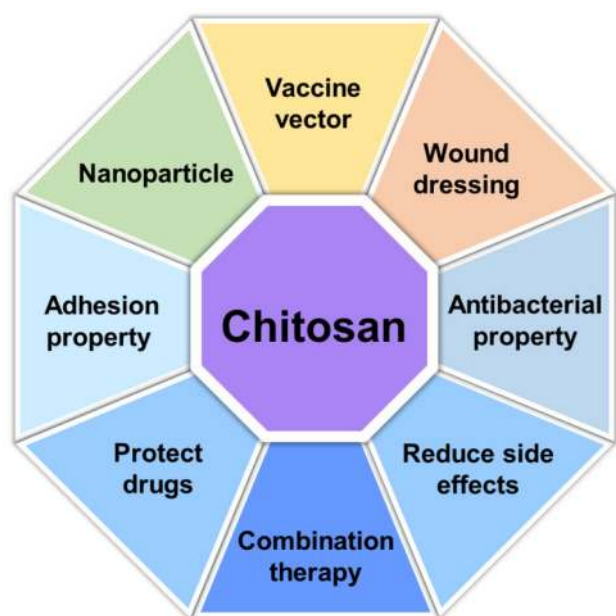 Vaccine
vector
Wound
dressing
Nanoparticle
Antibacterial
property
Adhesion
property
Chitosan
Protect
drugs
Reduce side
effects
Combination
therapy